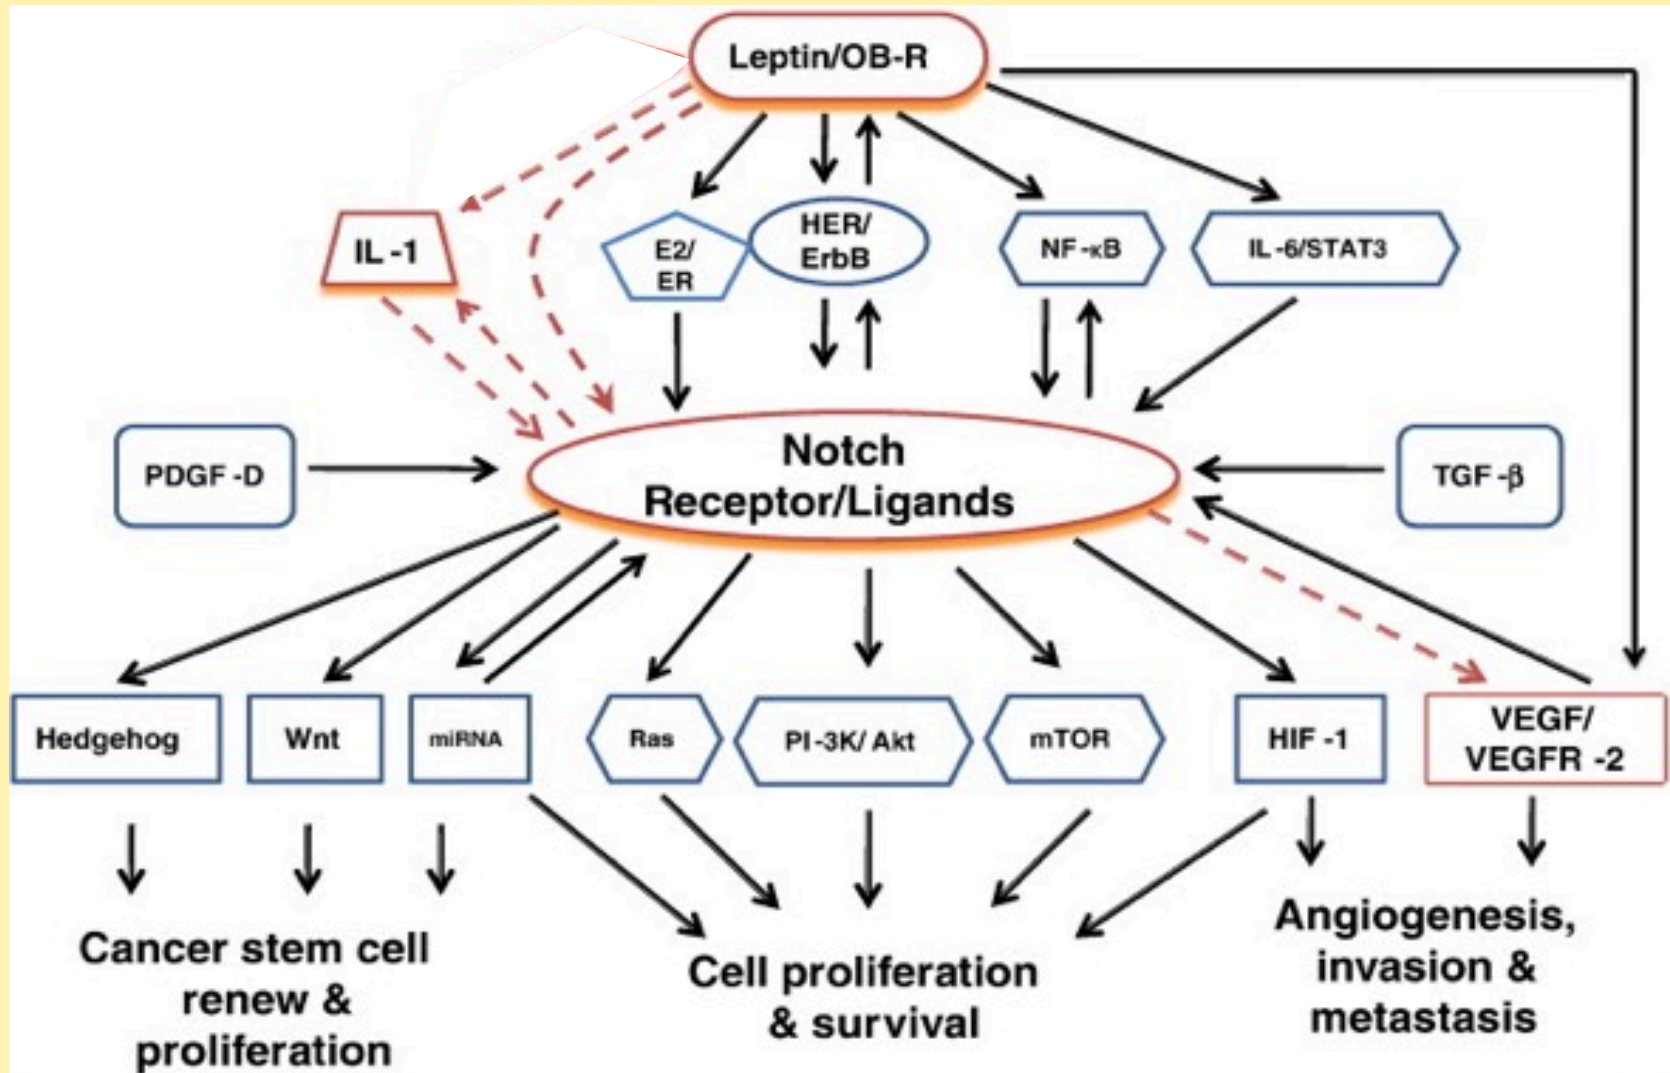 Leptin/OB-R
IL-1
E2/
ER
HER/
ErbB
NF-κB
IL-6/STAT3
PDGF-D
Notch
Receptor/Ligands
TGF-β
Hedgehog
Wnt
miRNA
Ras
PI-3K/Akt
mTOR
HIF-1
VEGF/
VEGFR-2
Cancer stem cell
renew &
proliferation
Cell proliferation
& survival
Angiogenesis,
invasion &
metastasis